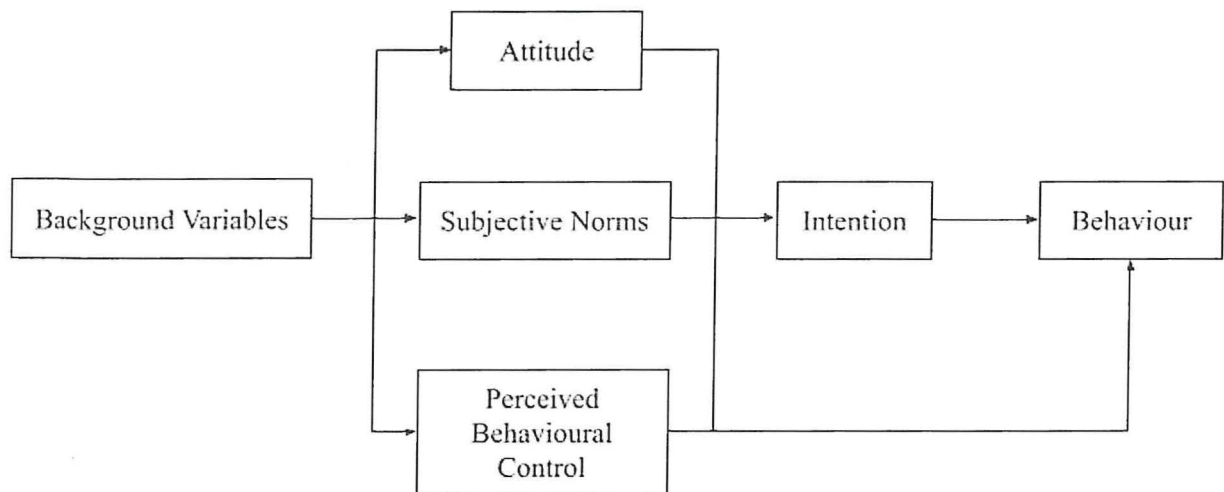 Attitude
Background Variables
Subjective Norms
Intention
Behaviour
Perceived
Behavioural
Control